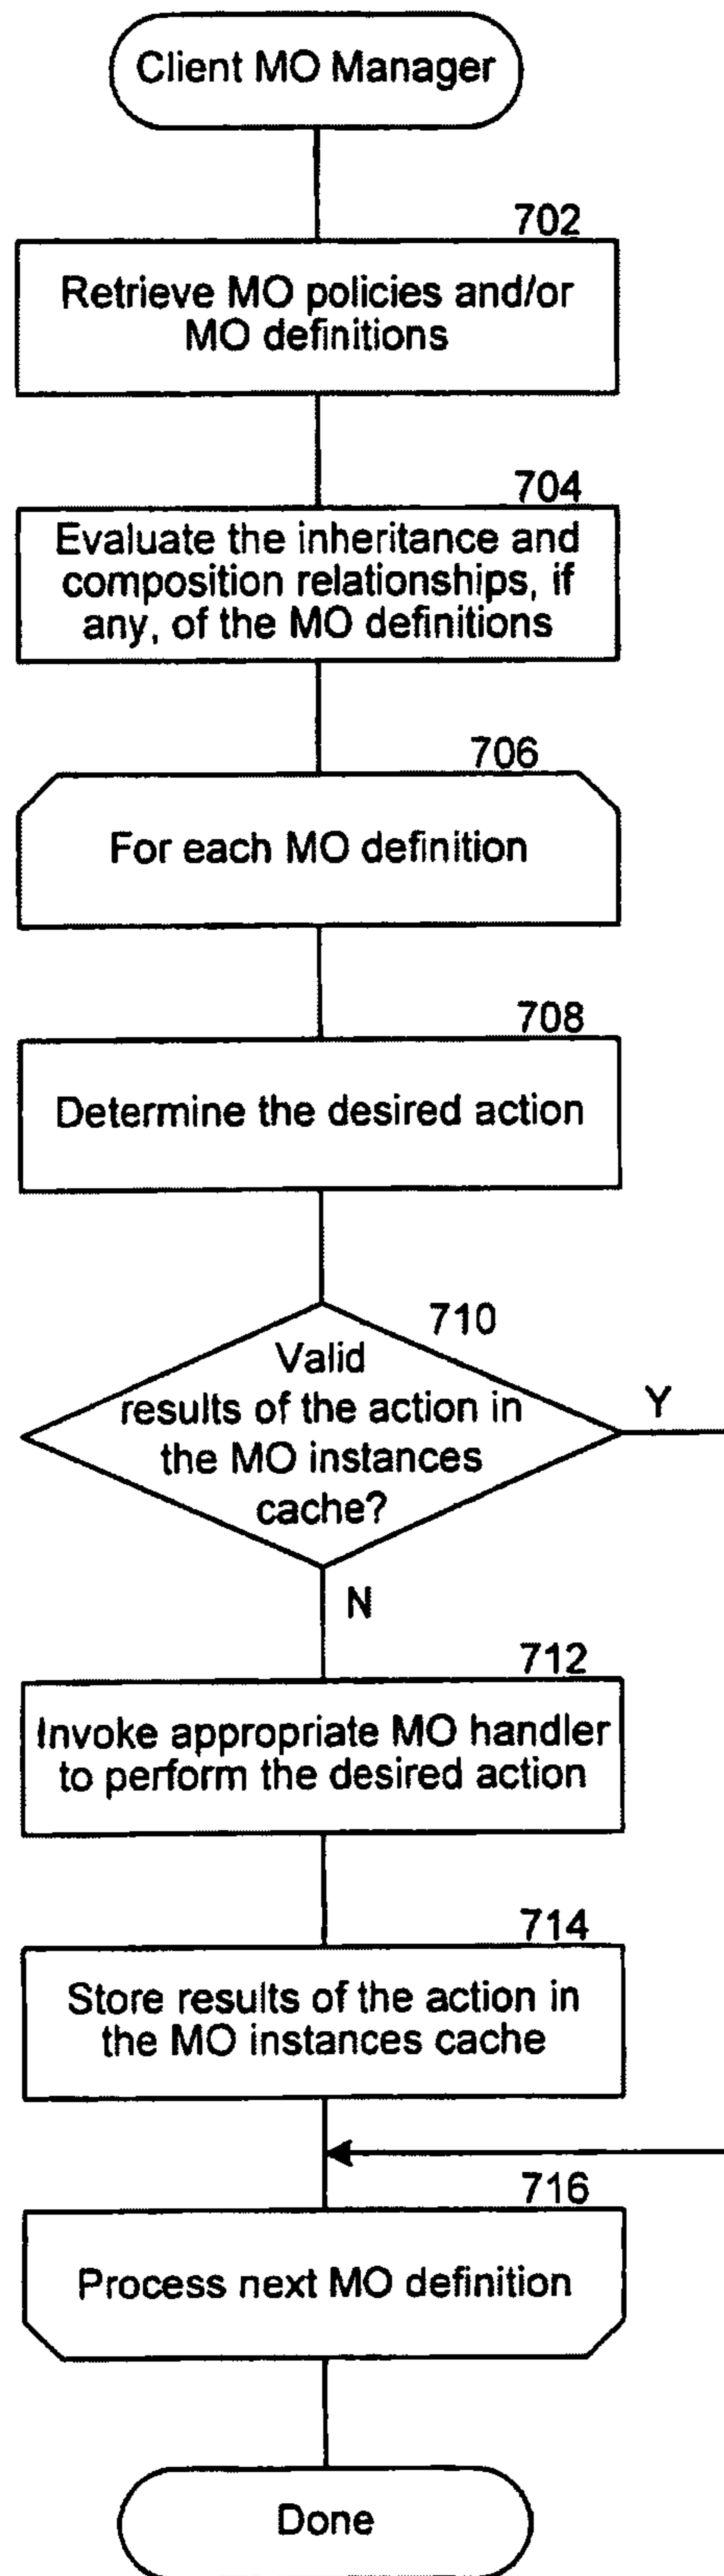 Client MO Manager
702
Retrieve MO policies and/or
MO definitions
704
Evaluate the inheritance and
composition relationships, if
any, of the MO definitions
706
For each MO definition
708
Determine the desired action
710
Valid
results of the action in
the MO instances
cache?
Y
N
712
Invoke appropriate MO handler
to perform the desired action
714
Store results of the action in
the MO instances cache
716
Process next MO definition
Done